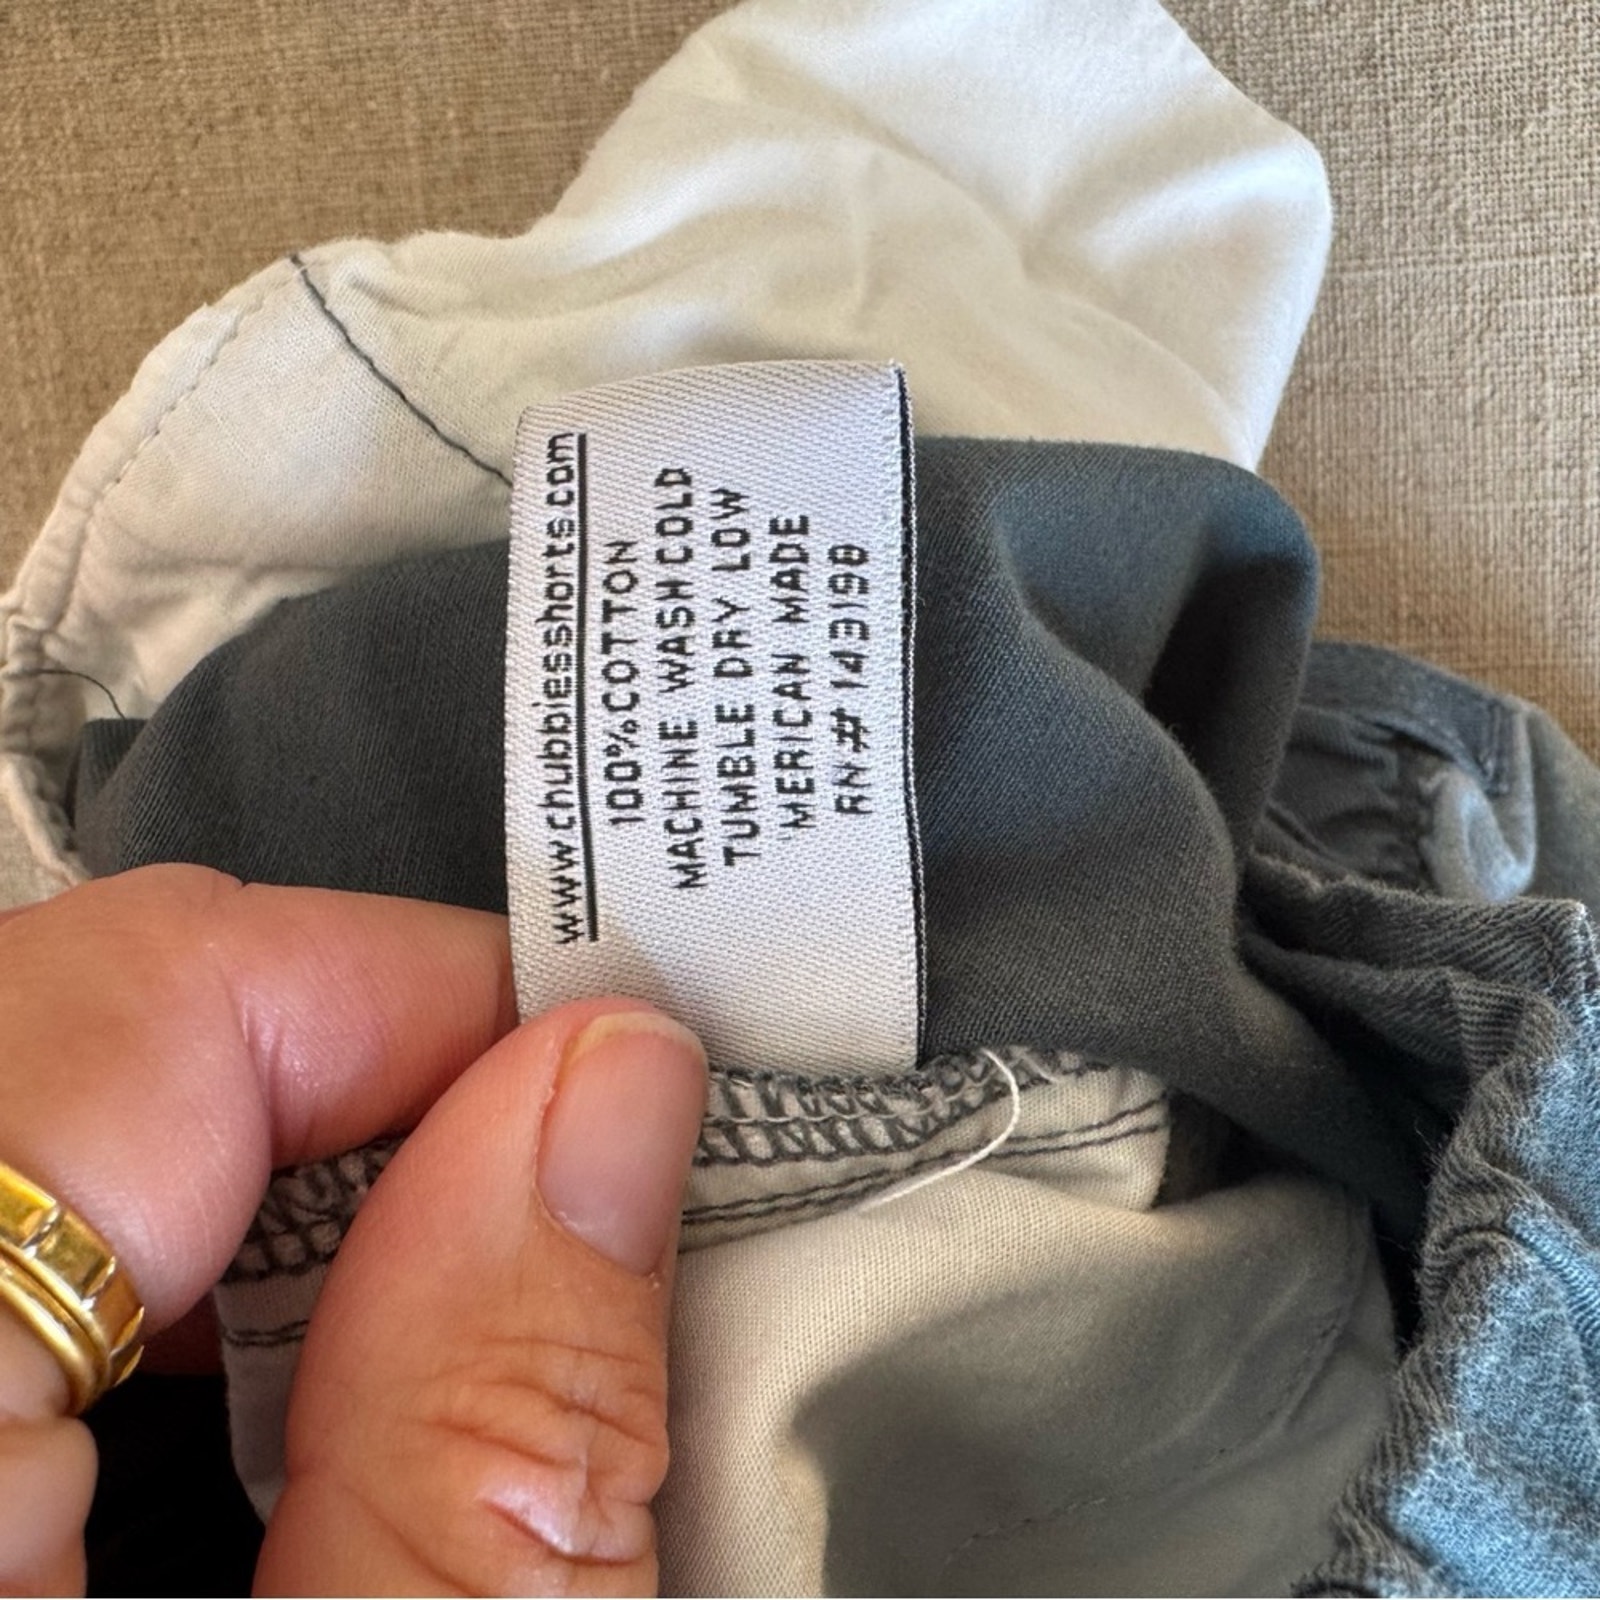 www.chubbiesshorts.com
100%COTTON
MACHINE WASH COLD
TUMBLE DRY LOW
'MERICAN MADE
RN# 143198